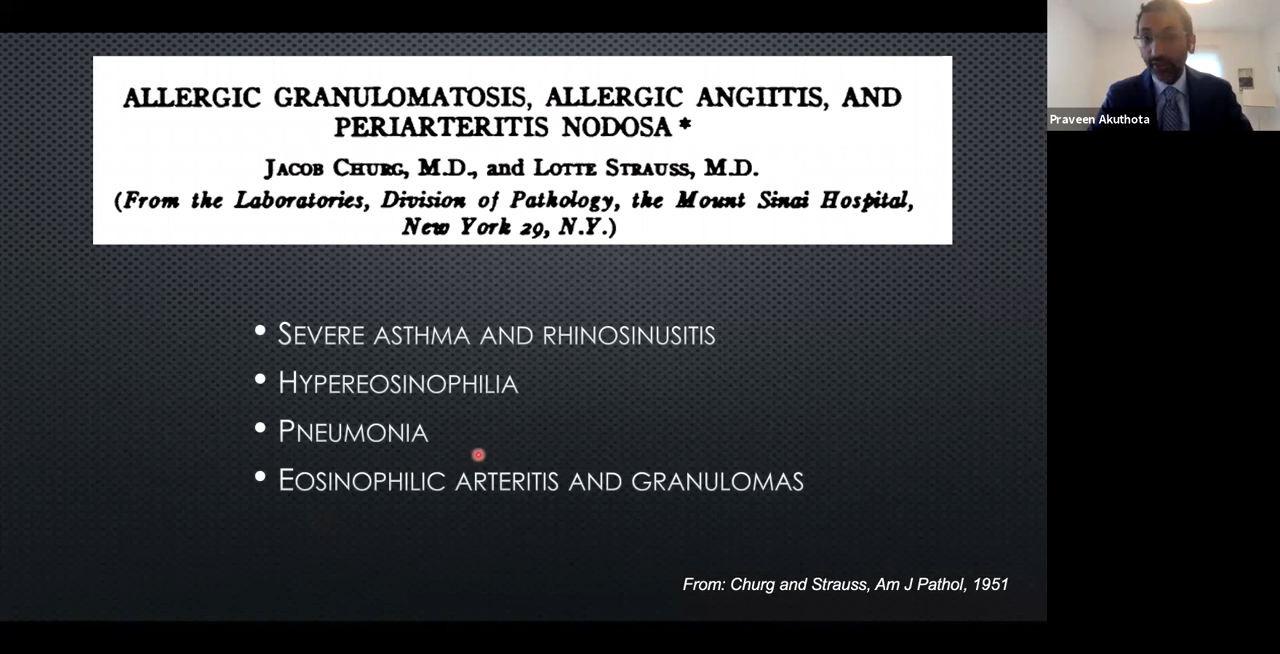 ALLERGIC GRANULOMATOSIS, ALLERGIC ANGIITIS, AND
PERIARTERITIS NODOSA *
JACOB CHURG, M.D., and LOTTE STRAUSS, M.D.
(From the Laboratories, Division of Pathology, the Mount Sinai Hospital,
New York 29, N.Y.)
• SEVERE ASTHMA AND RHINOSINUSITIS
• HYPEREOSINOPHILIA
• PNEUMONIA
• EOSINOPHILIC ARTERITIS AND GRANULOMAS
From: Churg and Strauss, Am J Pathol, 1951
Praveen Akuthota